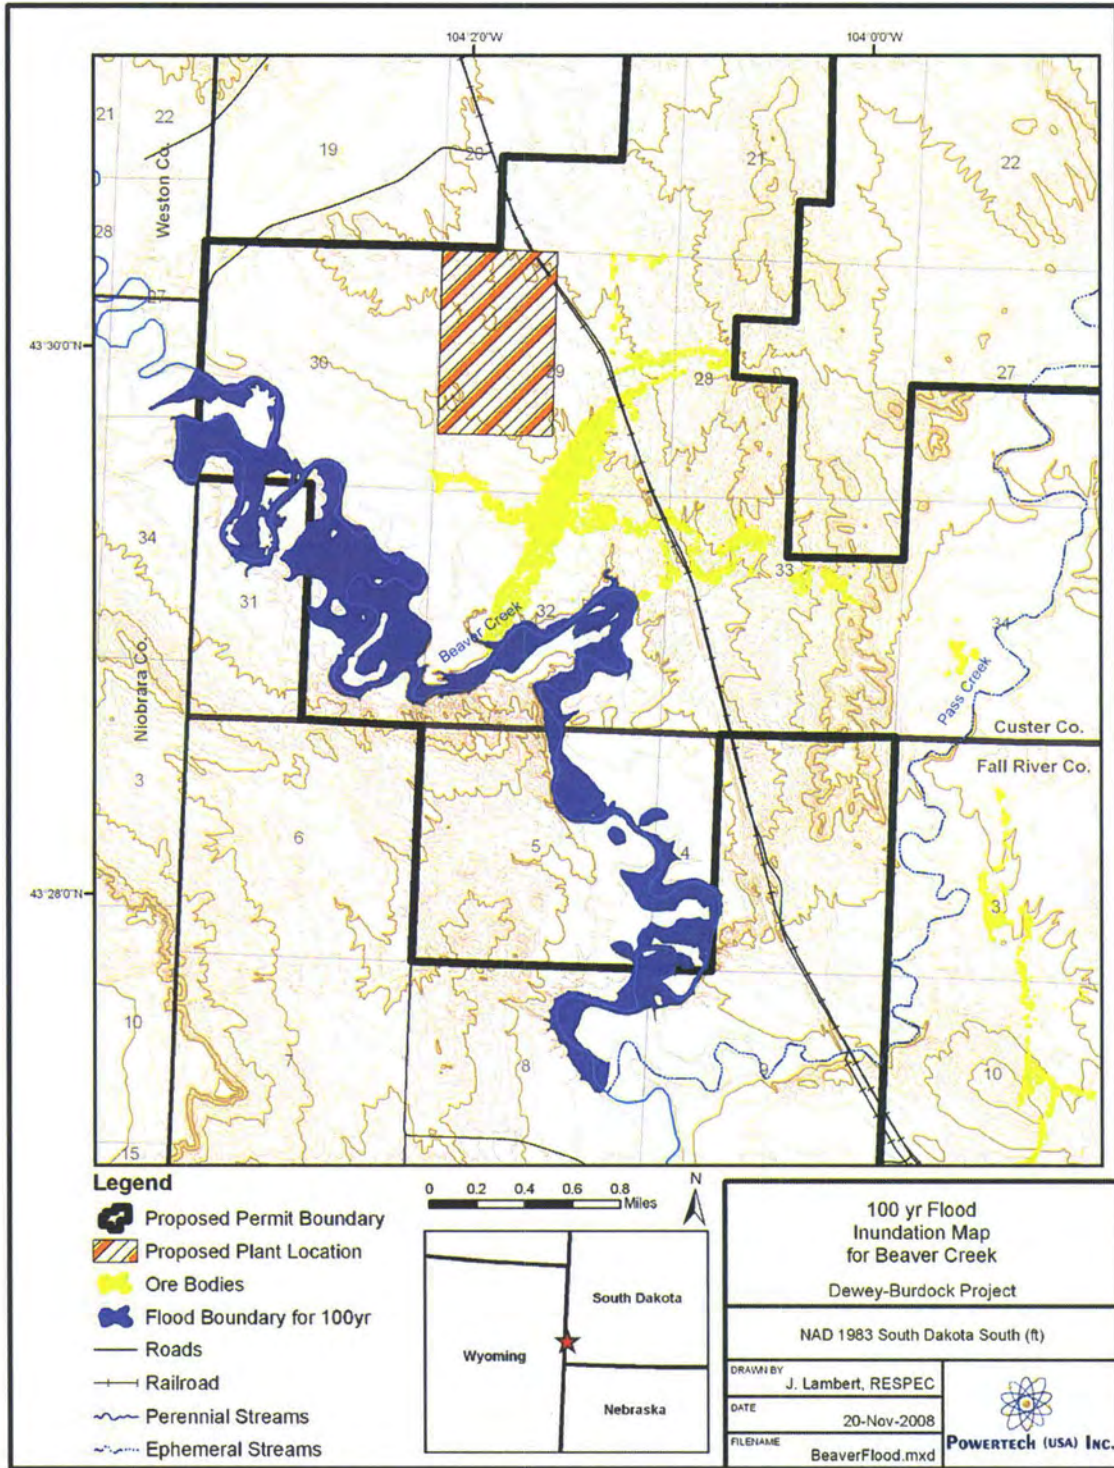 104°2'0"W
104°0'0"W
21
22
19
20
21
22
Weston Co.
28
27
43°30'0"N
30
29
28
27
34
31
32
33
34
Beaver Creek
Pass Creek
Niobrara Co.
Custer Co.
Fall River Co.
3
6
5
4
3
43°28'0"N
10
7
8
9
10
15
Legend
Proposed Permit Boundary
Proposed Plant Location
Ore Bodies
Flood Boundary for 100yr
Roads
Railroad
Perennial Streams
Ephemeral Streams
0 0.2 0.4 0.6 0.8
Miles
N
South Dakota
Wyoming
Nebraska
100 yr Flood
Inundation Map
for Beaver Creek
Dewey-Burdock Project
NAD 1983 South Dakota South (ft)
DRAWN BY
J. Lambert, RESPEC
DATE
20-Nov-2008
FILENAME
BeaverFlood.mxd
POWERTECH (USA) INC.